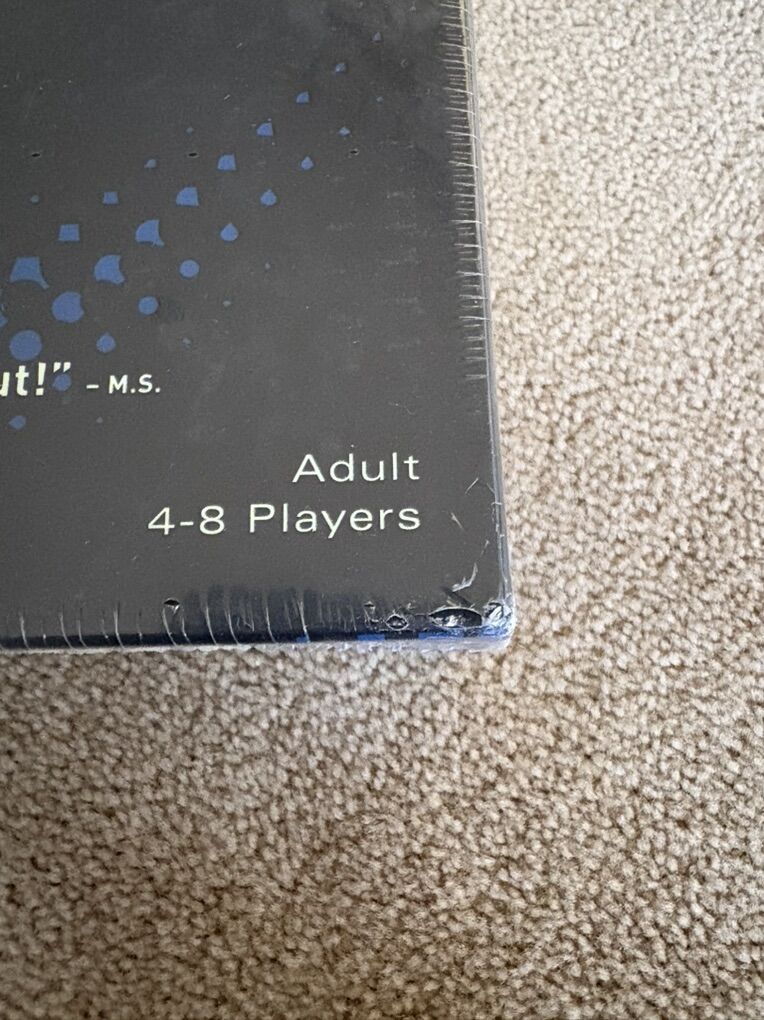 ut!" – M.S.
Adult
4-8 Players